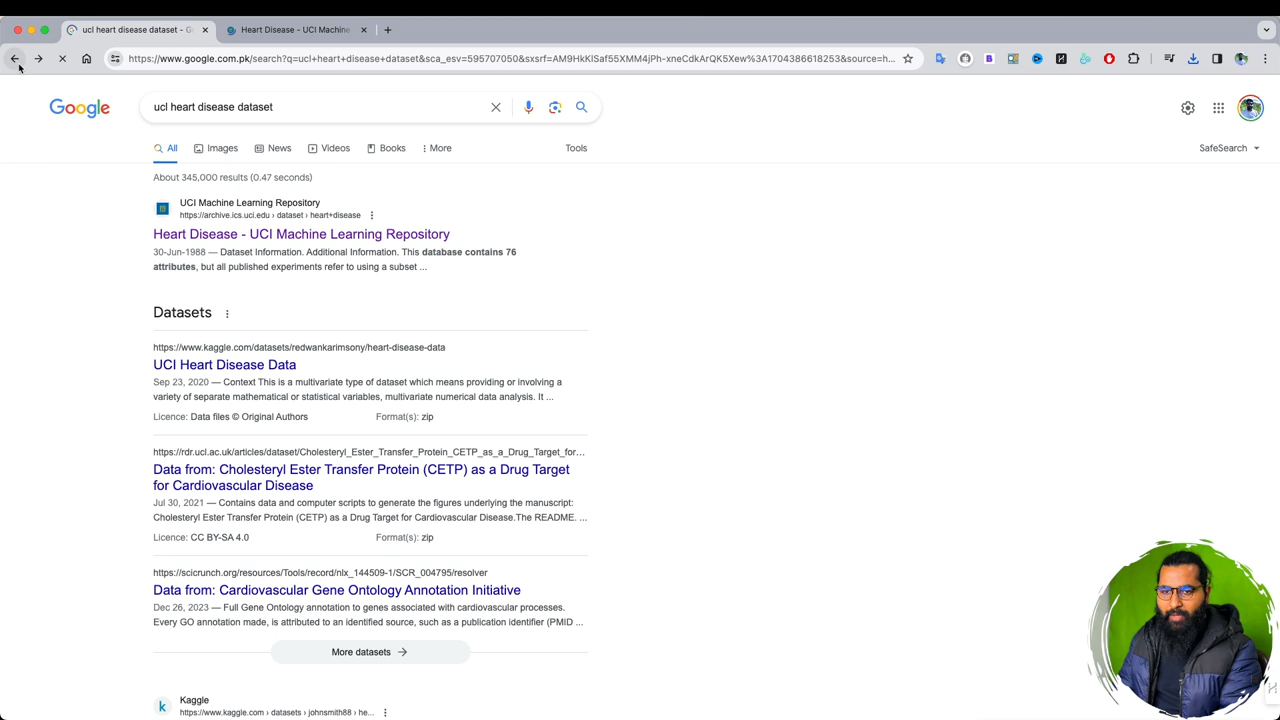 ucl heart disease dataset - G
Heart Disease - UCI Machine
https://www.google.com.pk/search?q=ucl+heart+disease+dataset&sca_esv=595707050&sxsrf=AM9HkKlSaf55XMM4jPh-xneCdkArQK5Xew%3A1704386618253&source=h...
Google
ucl heart disease dataset
All
Images
News
Videos
Books
More
Tools
SafeSearch
About 345,000 results (0.47 seconds)
UCI Machine Learning Repository
https://archive.ics.uci.edu › dataset › heart+disease
Heart Disease - UCI Machine Learning Repository
30-Jun-1988 — Dataset Information. Additional Information. This database contains 76
attributes, but all published experiments refer to using a subset ...
Datasets
https://www.kaggle.com/datasets/redwankarimsony/heart-disease-data
UCI Heart Disease Data
Sep 23, 2020 — Context This is a multivariate type of dataset which means providing or involving a
variety of separate mathematical or statistical variables, multivariate numerical data analysis. It ...
Licence: Data files © Original Authors
Format(s): zip
https://rdr.ucl.ac.uk/articles/dataset/Cholesteryl_Ester_Transfer_Protein_CETP_as_a_Drug_Target_for...
Data from: Cholesteryl Ester Transfer Protein (CETP) as a Drug Target
for Cardiovascular Disease
Jul 30, 2021 — Contains data and computer scripts to generate the figures underlying the manuscript:
Cholesteryl Ester Transfer Protein (CETP) as a Drug Target for Cardiovascular Disease.The README. ...
Licence: CC BY-SA 4.0
Format(s): zip
https://scicrunch.org/resources/Tools/record/nlx_144509-1/SCR_004795/resolver
Data from: Cardiovascular Gene Ontology Annotation Initiative
Dec 26, 2023 — Full Gene Ontology annotation to genes associated with cardiovascular processes.
Every GO annotation made, is attributed to an identified source, such as a publication identifier (PMID ...
More datasets
Kaggle
https://www.kaggle.com › datasets › johnsmith88 › he...